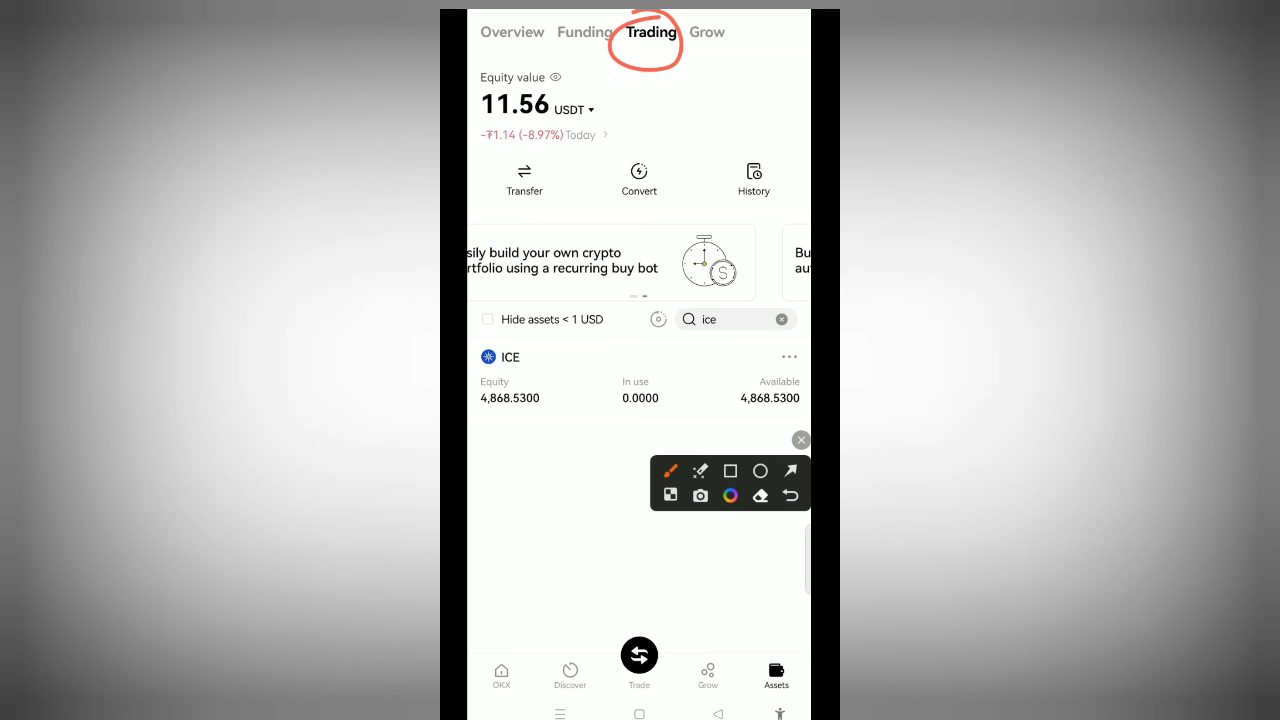 Overview Funding Trading Grow
Equity value
11.56 USDT
-₮1.14 (-8.97%) Today
Transfer Convert History
sily build your own crypto
rtfolio using a recurring buy bot
Bu
au
Hide assets < 1 USD
ice
ICE
Equity In use Available
4,868.5300 0.0000 4,868.5300
OKX Discover Trade Grow Assets